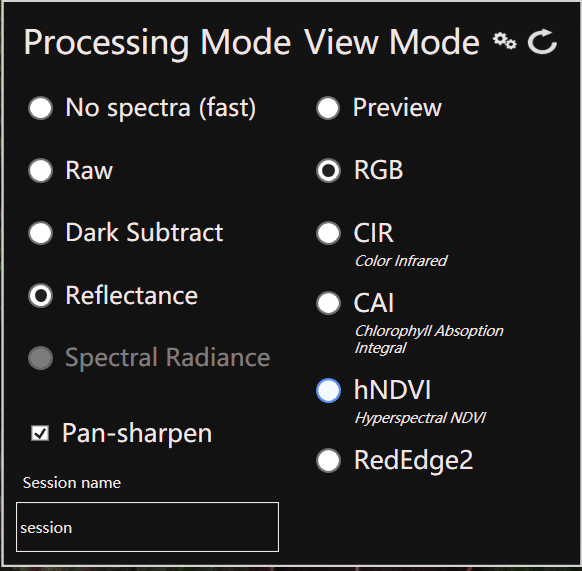 Processing Mode
No spectra (fast)
Raw
Dark Subtract
Reflectance
Spectral Radiance
Pan-sharpen
Session name
session
View Mode
Preview
RGB
CIR
Color Infrared
CAI
Chlorophyll Absoption
Integral
hNDVI
Hyperspectral NDVI
RedEdge2